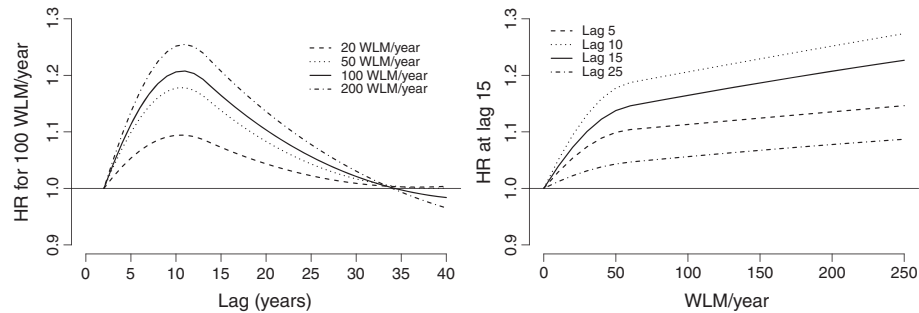 HR for 100 WLM/year
1.3
1.2
1.1
1.0
0.9
20 WLM/year
50 WLM/year
100 WLM/year
200 WLM/year
0 5 10 15 20 25 30 35 40
Lag (years)
HR at lag 15
1.3
1.2
1.1
1.0
0.9
Lag 5
Lag 10
Lag 15
Lag 25
0 50 100 150 200 250
WLM/year